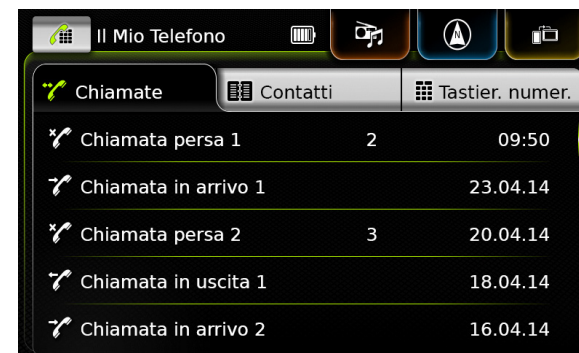 Il Mio Telefono
Chiamate Contatti Tastier. numer.
Chiamata persa 1 2 09:50
Chiamata in arrivo 1 23.04.14
Chiamata persa 2 3 20.04.14
Chiamata in uscita 1 18.04.14
Chiamata in arrivo 2 16.04.14